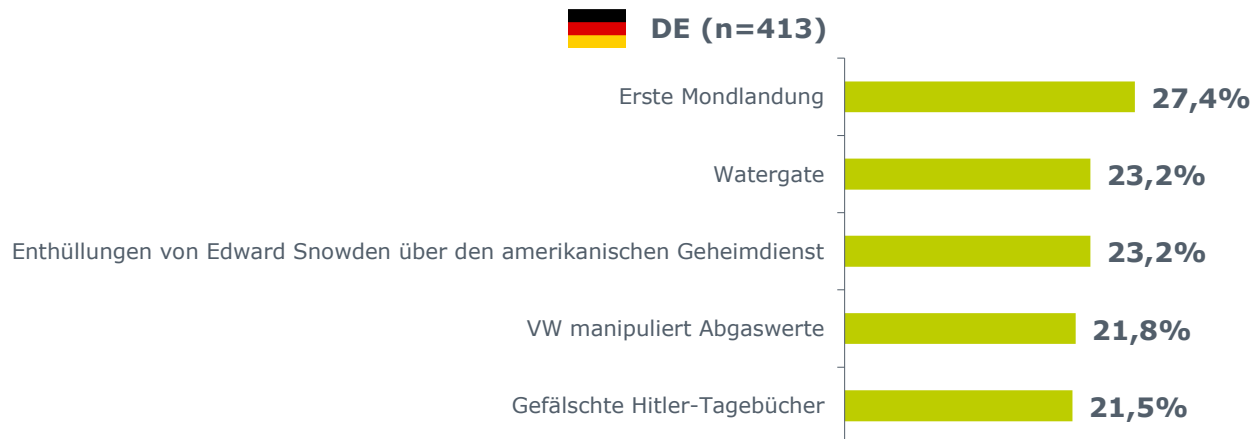 DE (n=413)
Erste Mondlandung 27,4%
Watergate 23,2%
Enthüllungen von Edward Snowden über den amerikanischen Geheimdienst 23,2%
VW manipuliert Abgaswerte 21,8%
Gefälschte Hitler-Tagebücher 21,5%